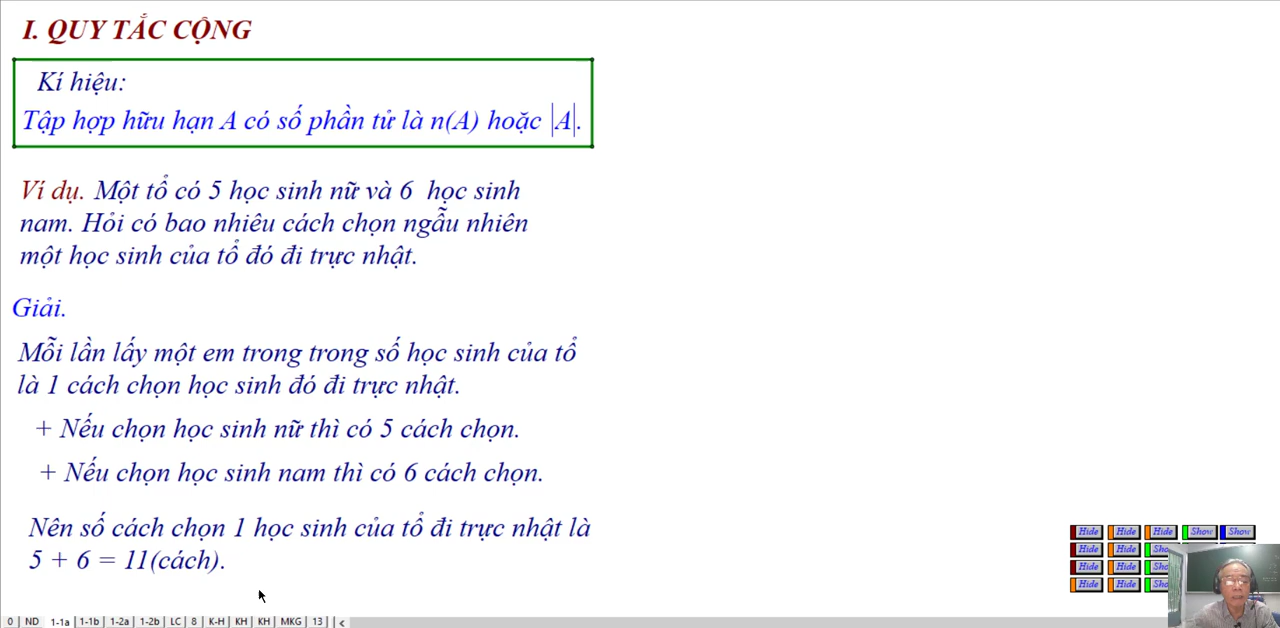 I. QUY TẮC CỘNG
Kí hiệu:
Tập hợp hữu hạn A có số phần tử là n(A) hoặc |A|.
Ví dụ. Một tổ có 5 học sinh nữ và 6 học sinh
nam. Hỏi có bao nhiêu cách chọn ngẫu nhiên
một học sinh của tổ đó đi trực nhật.
Giải.
Mỗi lần lấy một em trong trong số học sinh của tổ
là 1 cách chọn học sinh đó đi trực nhật.
+ Nếu chọn học sinh nữ thì có 5 cách chọn.
+ Nếu chọn học sinh nam thì có 6 cách chọn.
Nên số cách chọn 1 học sinh của tổ đi trực nhật là
5 + 6 = 11(cách).
Hide Hide Hide Show Show
Hide Hide Sho
Hide Hide Sho
Hide Hide Sho
0 | ND | 1-1a | 1-1b | 1-2a | 1-2b | LC | 8 | K-H | KH | KH | MKG | 13 | <